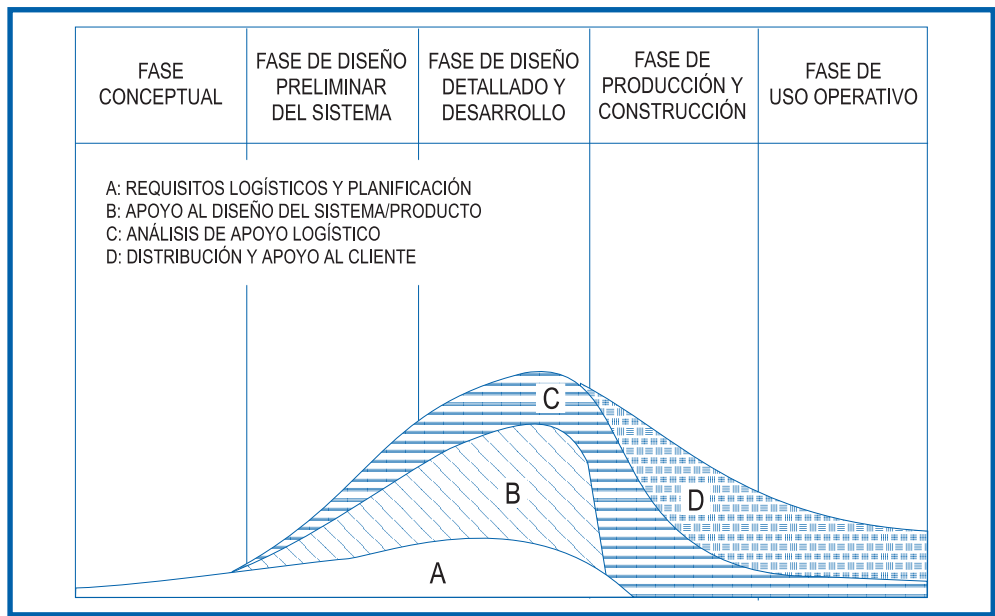 FASE
CONCEPTUAL
FASE DE DISEÑO
PRELIMINAR
DEL SISTEMA
FASE DE DISEÑO
DETALLADO Y
DESARROLLO
FASE DE
PRODUCCIÓN Y
CONSTRUCCIÓN
FASE DE
USO OPERATIVO
A: REQUISITOS LOGÍSTICOS Y PLANIFICACIÓN
B: APOYO AL DISEÑO DEL SISTEMA/PRODUCTO
C: ANÁLISIS DE APOYO LOGÍSTICO
D: DISTRIBUCIÓN Y APOYO AL CLIENTE
C
B
D
A